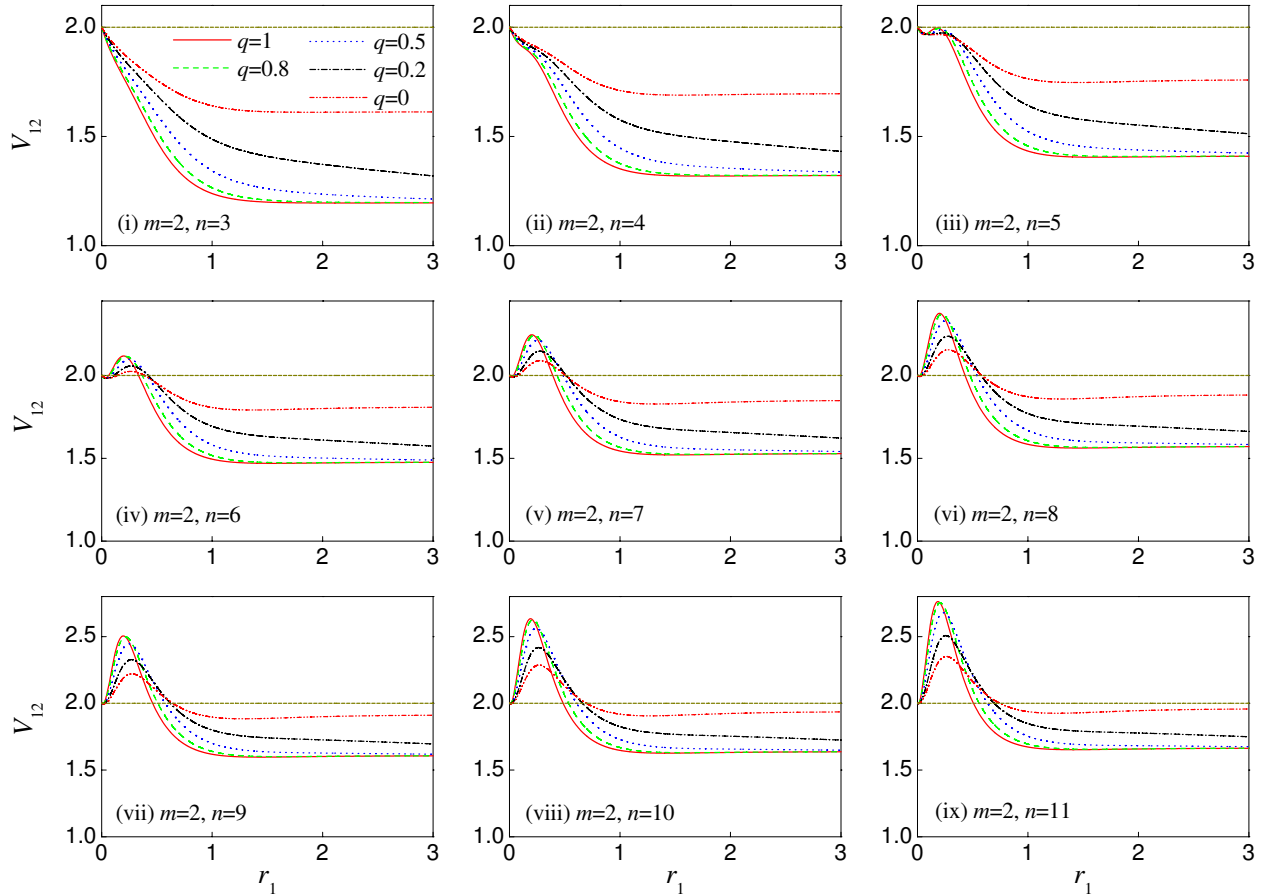 2.0
1.5
1.0
V12
q=1
q=0.8
q=0.5
q=0.2
q=0
(i) m=2, n=3
0 1 2 3
2.0
1.5
1.0
(ii) m=2, n=4
0 1 2 3
2.0
1.5
1.0
(iii) m=2, n=5
0 1 2 3
2.0
1.5
1.0
V12
(iv) m=2, n=6
0 1 2 3
2.0
1.5
1.0
(v) m=2, n=7
0 1 2 3
2.0
1.5
1.0
(vi) m=2, n=8
0 1 2 3
2.5
2.0
1.5
1.0
V12
(vii) m=2, n=9
0 1 2 3
r1
2.5
2.0
1.5
1.0
(viii) m=2, n=10
0 1 2 3
r1
2.5
2.0
1.5
1.0
(ix) m=2, n=11
0 1 2 3
r1